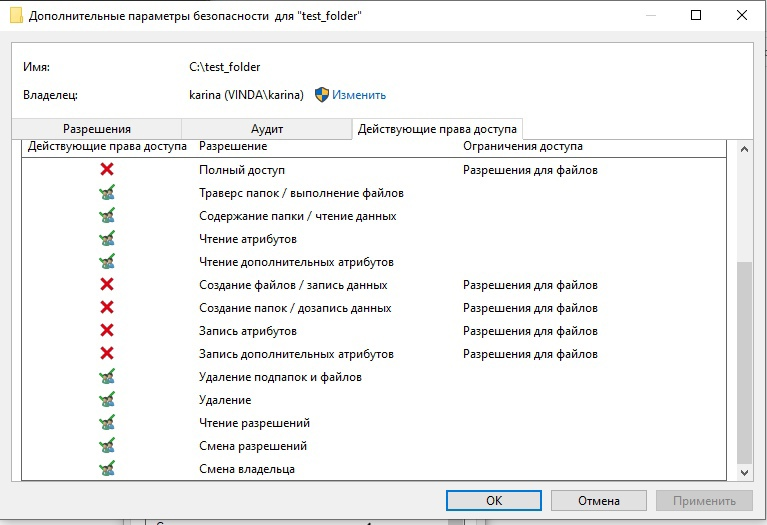 Дополнительные параметры безопасности для "test_folder"
Имя: C:\test_folder
Владелец: karina (VINDA\karina) Изменить
Разрешения Аудит Действующие права доступа
Действующие права доступа Разрешение Ограничения доступа
Полный доступ Разрешения для файлов
Траверс папок / выполнение файлов
Содержание папки / чтение данных
Чтение атрибутов
Чтение дополнительных атрибутов
Создание файлов / запись данных Разрешения для файлов
Создание папок / дозапись данных Разрешения для файлов
Запись атрибутов Разрешения для файлов
Запись дополнительных атрибутов Разрешения для файлов
Удаление подпапок и файлов
Удаление
Чтение разрешений
Смена разрешений
Смена владельца
ОК Отмена Применить